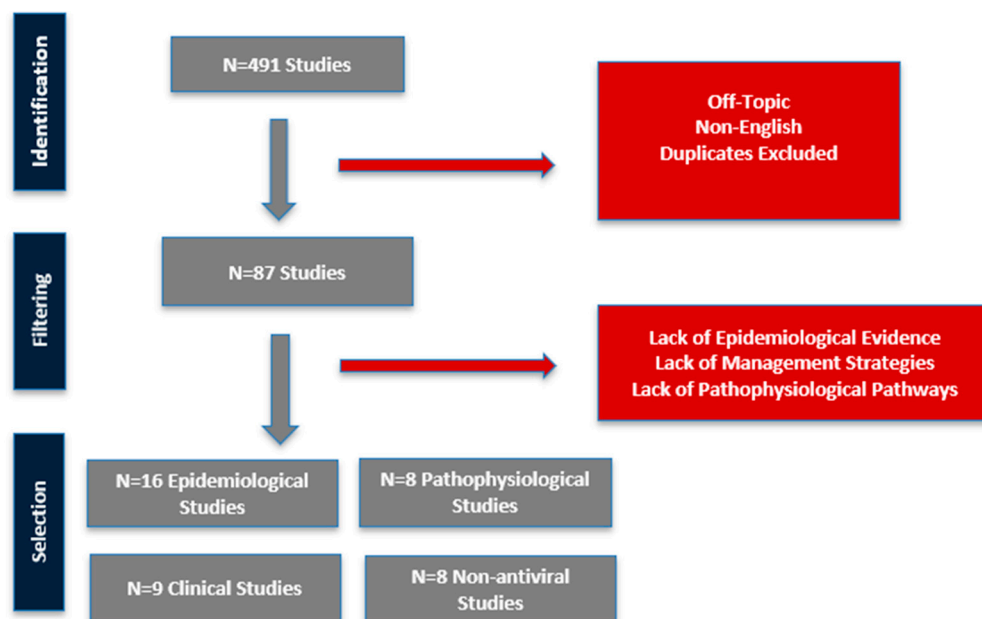 Identification
N=491 Studies
Off-Topic
Non-English
Duplicates Excluded
Filtering
N=87 Studies
Lack of Epidemiological Evidence
Lack of Management Strategies
Lack of Pathophysiological Pathways
Selection
N=16 Epidemiological
Studies
N=8 Pathophysiological
Studies
N=9 Clinical Studies
N=8 Non-antiviral
Studies